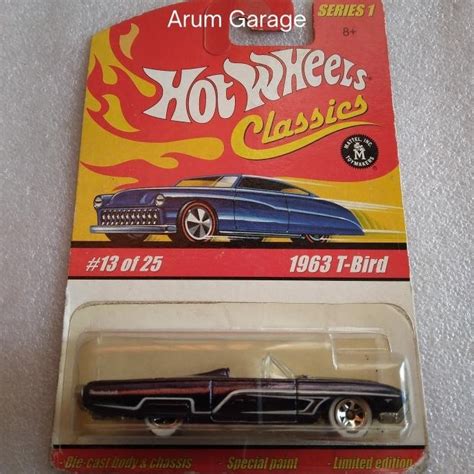 Arum Garage
SERIES 1
8+
Hot Wheels
Classics
MATTEL, INC.
M
TOYMAKERS
#13 of 25
1963 T-Bird
Die-cast body & chassis
Special paint
Limited edition